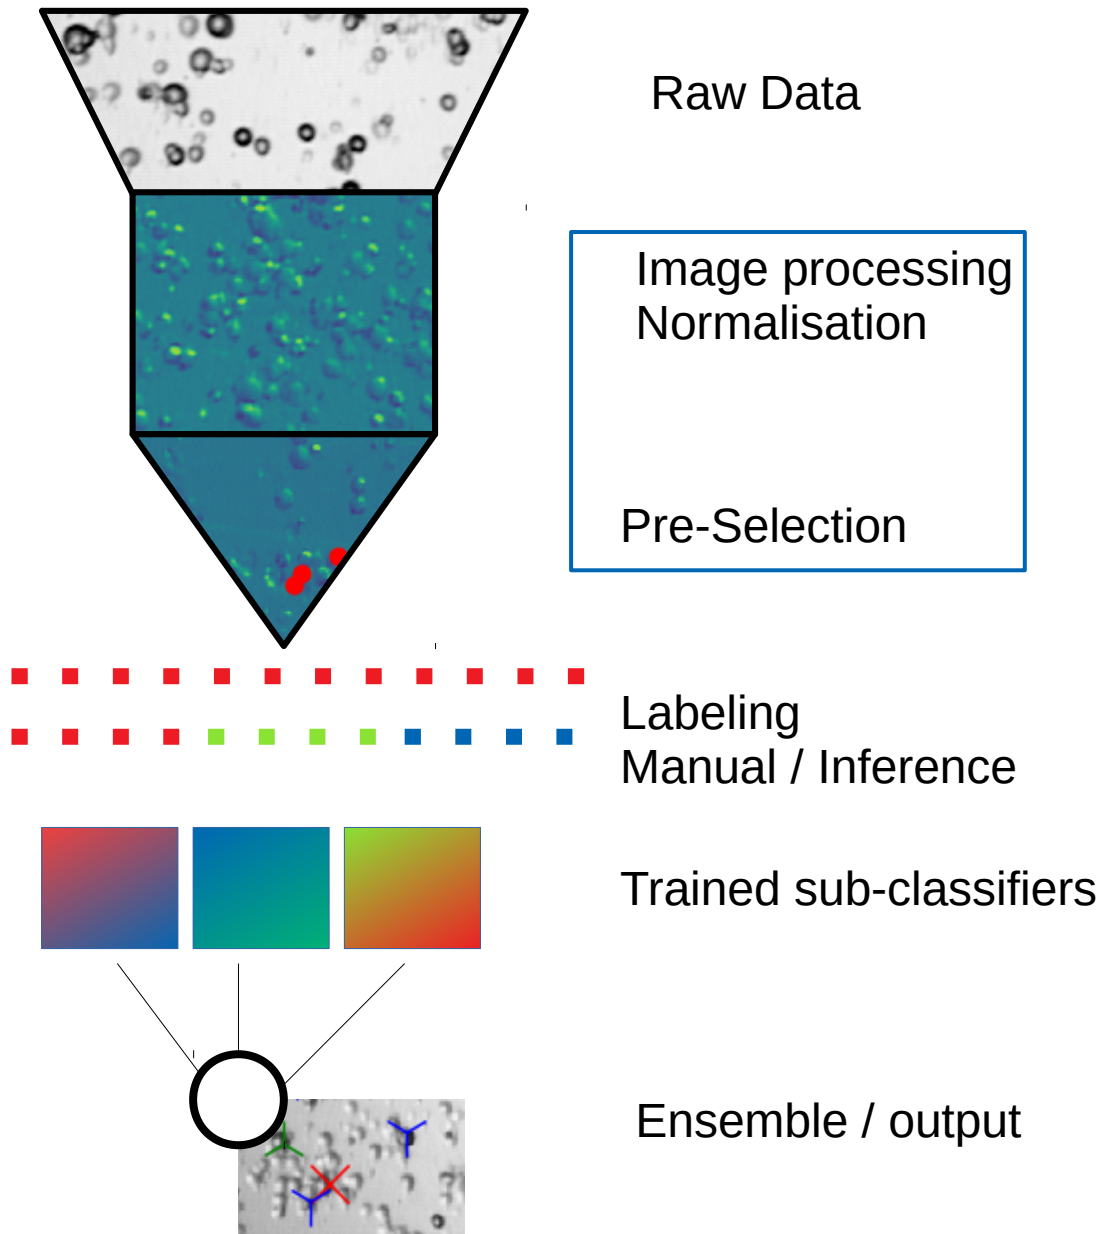 Raw Data
Image processing
Normalisation
Pre-Selection
Labeling
Manual / Inference
Trained sub-classifiers
Ensemble / output